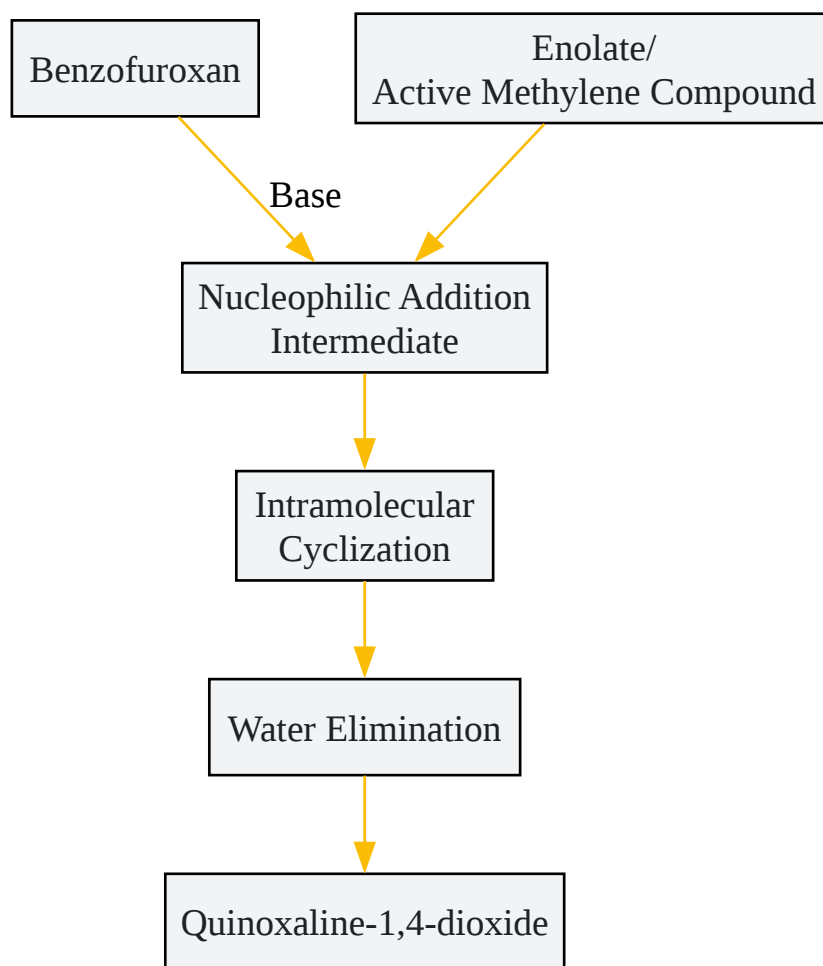 Benzofuroxan
Enolate/
Active Methylene Compound
Base
Nucleophilic Addition
Intermediate
Intramolecular
Cyclization
Water Elimination
Quinoxaline-1,4-dioxide